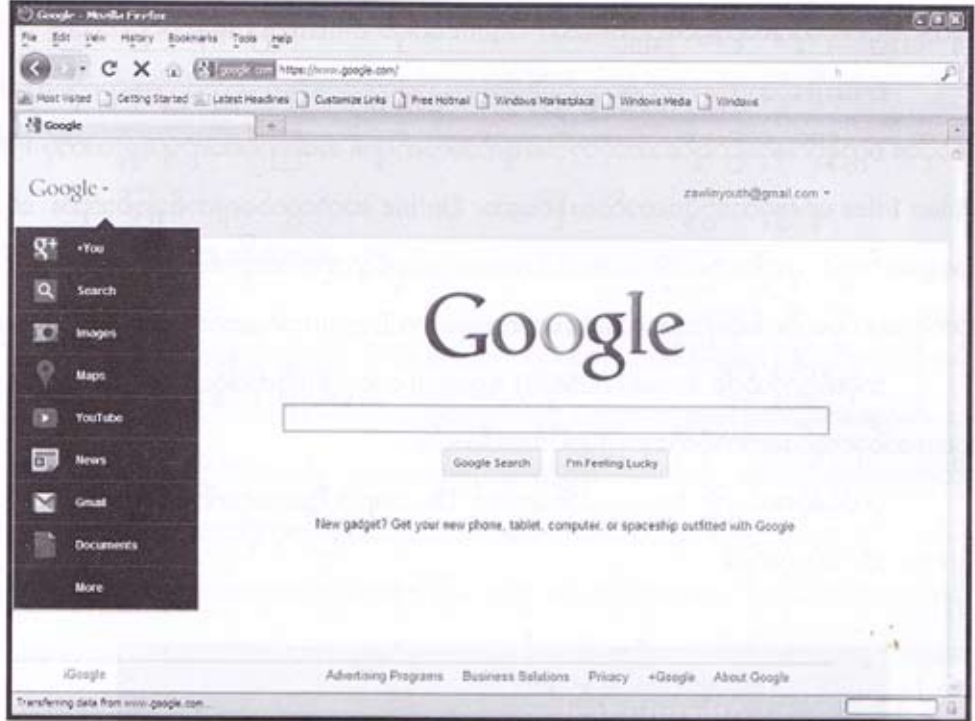 Google - Mozilla Firefox
File Edit View History Bookmarks Tools Help
google.com https://www.google.com/
Most Visited Getting Started Latest Headlines Customize Links Free Hotmail Windows Marketplace Windows Media Windows
Google
Google
zawlinyouth@gmail.com
+You
Search
Images
Maps
YouTube
News
Gmail
Documents
More
Google
Google Search I'm Feeling Lucky
New gadget? Get your new phone, tablet, computer, or spaceship outfitted with Google
iGoogle Advertising Programs Business Solutions Privacy +Google About Google
Transferring data from www.google.com...